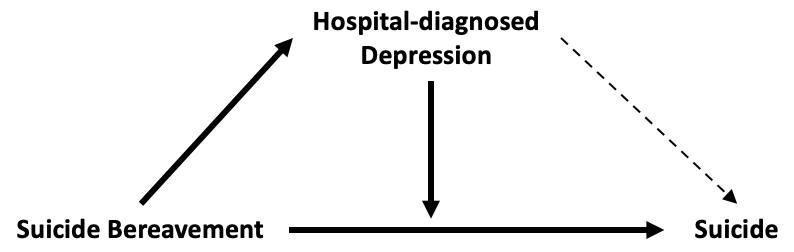 Hospital-diagnosed
Depression
Suicide Bereavement
Suicide